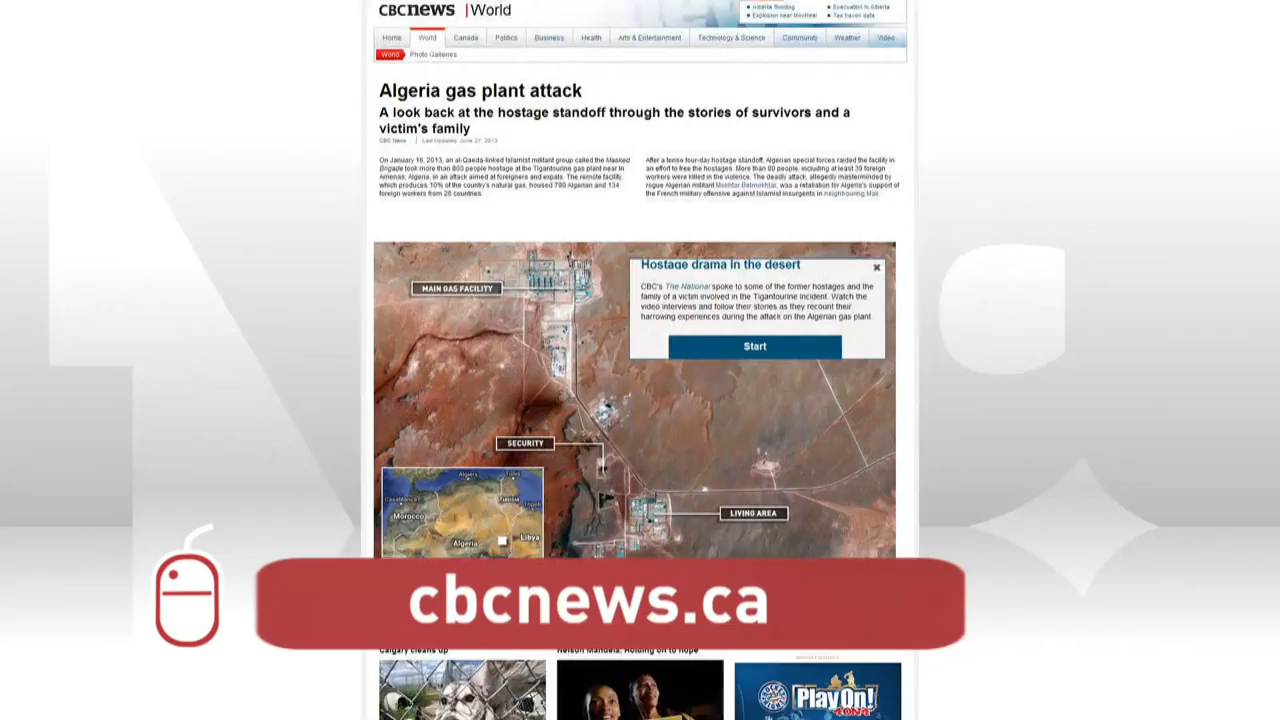 CBCNEWS | World
Alberta flooding
Evacuation to Alberta
Explosion near Montreal
Tax haven data
Home World Canada Politics Business Health Arts & Entertainment Technology & Science Community Weather Video
World Photo Galleries
Algeria gas plant attack
A look back at the hostage standoff through the stories of survivors and a
victim's family
CBC News | Last Updated: June 27, 2013
On January 16, 2013, an al-Qaeda-linked Islamist militant group called the Masked
Brigade took more than 800 people hostage at the Tigantourine gas plant near In
Amenas, Algeria, in an attack aimed at foreigners and expats. The remote facility,
which produces 10% of the country's natural gas, housed 790 Algerian and 134
foreign workers from 26 countries.
After a tense four-day hostage standoff, Algerian special forces raided the facility in
an effort to free the hostages. More than 80 people, including at least 39 foreign
workers were killed in the violence. The deadly attack, allegedly masterminded by
rogue Algerian militant Mokhtar Belmokhtar, was a retaliation for Algeria's support of
the French military offensive against Islamist insurgents in neighbouring Mali.
Hostage drama in the desert
CBC's The National spoke to some of the former hostages and the
family of a victim involved in the Tigantourine incident. Watch the
video interviews and follow their stories as they recount their
harrowing experiences during the attack on the Algerian gas plant
Start
MAIN GAS FACILITY
SECURITY
LIVING AREA
Algiers
Tunis
Casablanca
Tunisia
Tripoli
Morocco
Algeria
Libya
cbcnews.ca
Calgary cleans up
Nelson Mandela: Holding on to hope
PlayOn!
4ON4